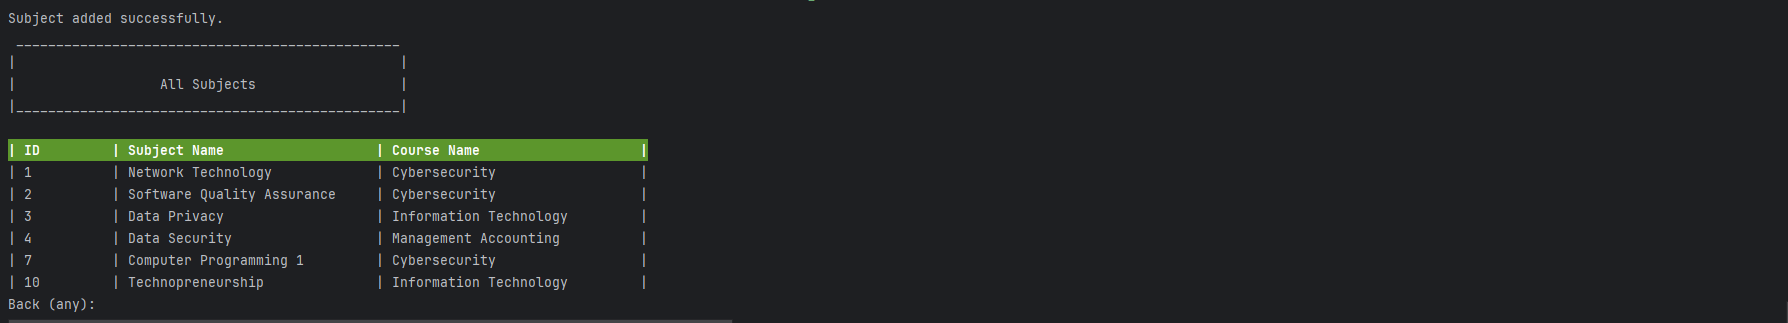 Subject added successfully.
 ________________________________________________
|                                                |
|                  All Subjects                  |
|________________________________________________|
| ID         | Subject Name                   | Course Name                    |
| 1          | Network Technology             | Cybersecurity                  |
| 2          | Software Quality Assurance     | Cybersecurity                  |
| 3          | Data Privacy                   | Information Technology         |
| 4          | Data Security                  | Management Accounting          |
| 7          | Computer Programming 1         | Cybersecurity                  |
| 10         | Technopreneurship              | Information Technology         |
Back (any):